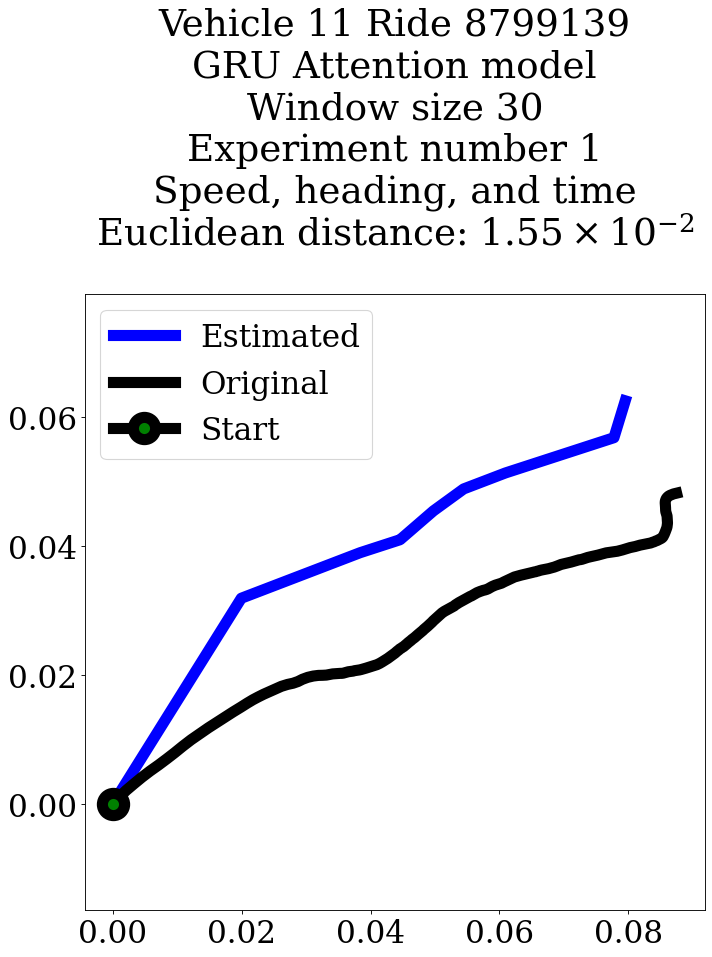 Vehicle 11 Ride 8799139
GRU Attention model
Window size 30
Experiment number 1
Speed, heading, and time
Euclidean distance: 1.55 × 10⁻²
Estimated
Original
Start
0.06
0.04
0.02
0.00
0.00 0.02 0.04 0.06 0.08